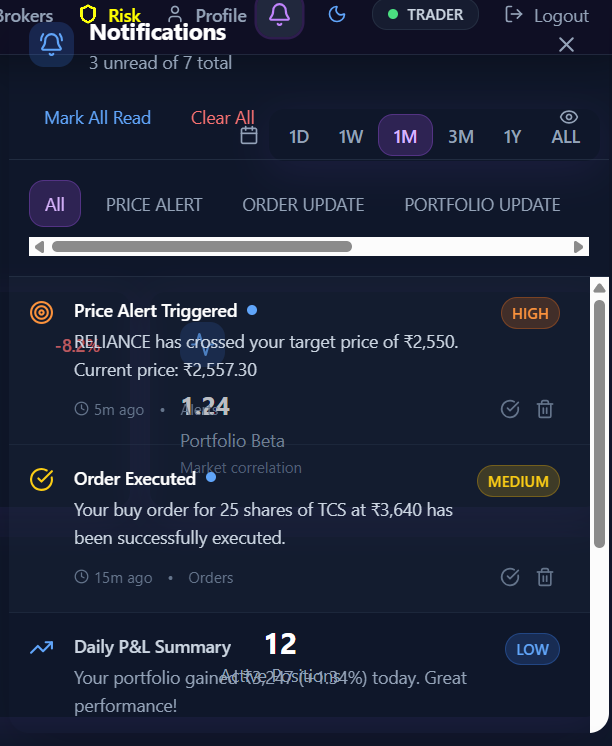 Brokers
Risk
Profile
TRADER
Logout
Notifications
3 unread of 7 total
Mark All Read
Clear All
1D
1W
1M
3M
1Y
ALL
All
PRICE ALERT
ORDER UPDATE
PORTFOLIO UPDATE
Price Alert Triggered
HIGH
RELIANCE has crossed your target price of ₹2,550.
Current price: ₹2,557.30
-8.2%
5m ago • Alerts
1.24
Portfolio Beta
Market correlation
Order Executed
MEDIUM
Your buy order for 25 shares of TCS at ₹3,640 has
been successfully executed.
15m ago • Orders
Daily P&L Summary
12
LOW
Active Positions
Your portfolio gained ₹3,247 (+1.34%) today. Great
performance!